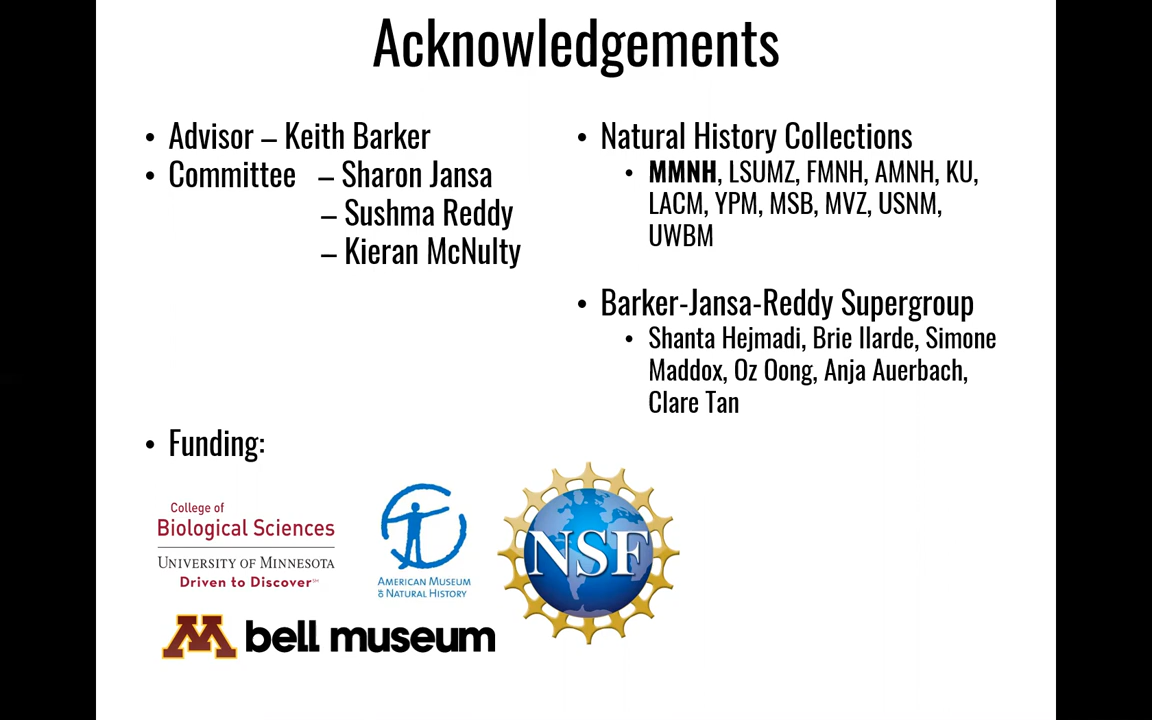 Acknowledgements
• Advisor – Keith Barker
• Committee – Sharon Jansa
– Sushma Reddy
– Kieran McNulty
• Funding:
• Natural History Collections
• MMNH, LSUMZ, FMNH, AMNH, KU,
LACM, YPM, MSB, MVZ, USNM,
UWBM
• Barker-Jansa-Reddy Supergroup
• Shanta Hejmadi, Brie Ilarde, Simone
Maddox, Oz Oong, Anja Auerbach,
Clare Tan
College of
Biological Sciences
UNIVERSITY OF MINNESOTA
Driven to Discover℠
AMERICAN MUSEUM
OF NATURAL HISTORY
NSF
M bell museum